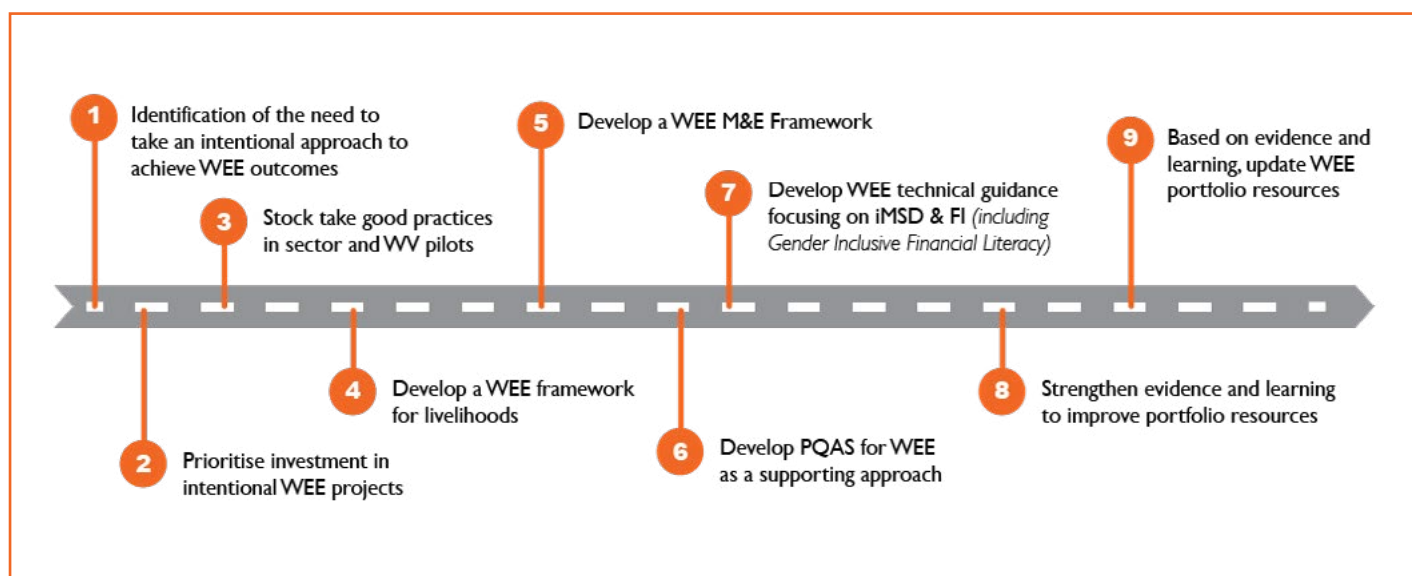 1
Identification of the need to
take an intentional approach to
achieve WEE outcomes
2
Prioritise investment in
intentional WEE projects
3
Stock take good practices
in sector and WV pilots
4
Develop a WEE framework
for livelihoods
5
Develop a WEE M&E Framework
6
Develop PQAS for WEE
as a supporting approach
7
Develop WEE technical guidance
focusing on iMSD & FI (including
Gender Inclusive Financial Literacy)
8
Strengthen evidence and learning
to improve portfolio resources
9
Based on evidence and
learning, update WEE
portfolio resources